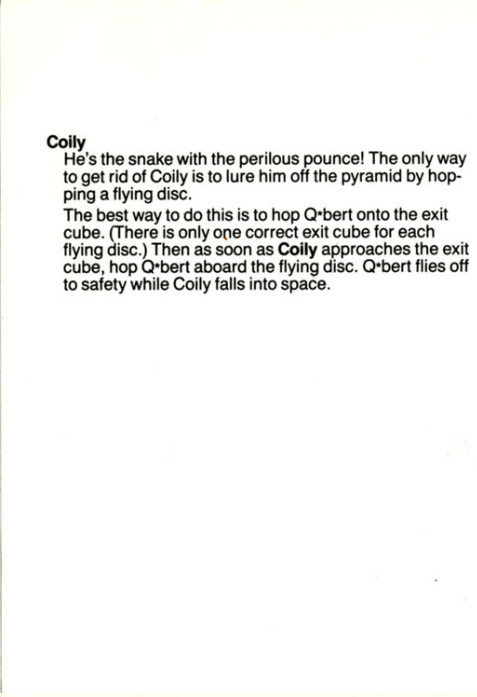 Coily
He's the snake with the perilous pounce! The only way
to get rid of Coily is to lure him off the pyramid by hop-
ping a flying disc.
The best way to do this is to hop Q*bert onto the exit
cube. (There is only one correct exit cube for each
flying disc.) Then as soon as Coily approaches the exit
cube, hop Q*bert aboard the flying disc. Q*bert flies off
to safety while Coily falls into space.